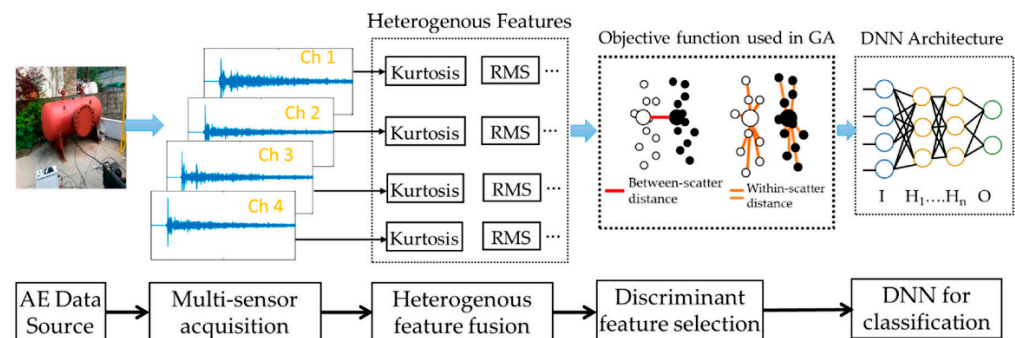 Heterogenous Features
Objective function used in GA
DNN Architecture
Ch 1
Ch 2
Ch 3
Ch 4
Kurtosis
RMS
...
Kurtosis
RMS
...
Kurtosis
RMS
...
Kurtosis
RMS
...
Between-scatter
distance
Within-scatter
distance
I H1....Hn O
AE Data
Source
Multi-sensor
acquisition
Heterogenous
feature fusion
Discriminant
feature selection
DNN for
classification